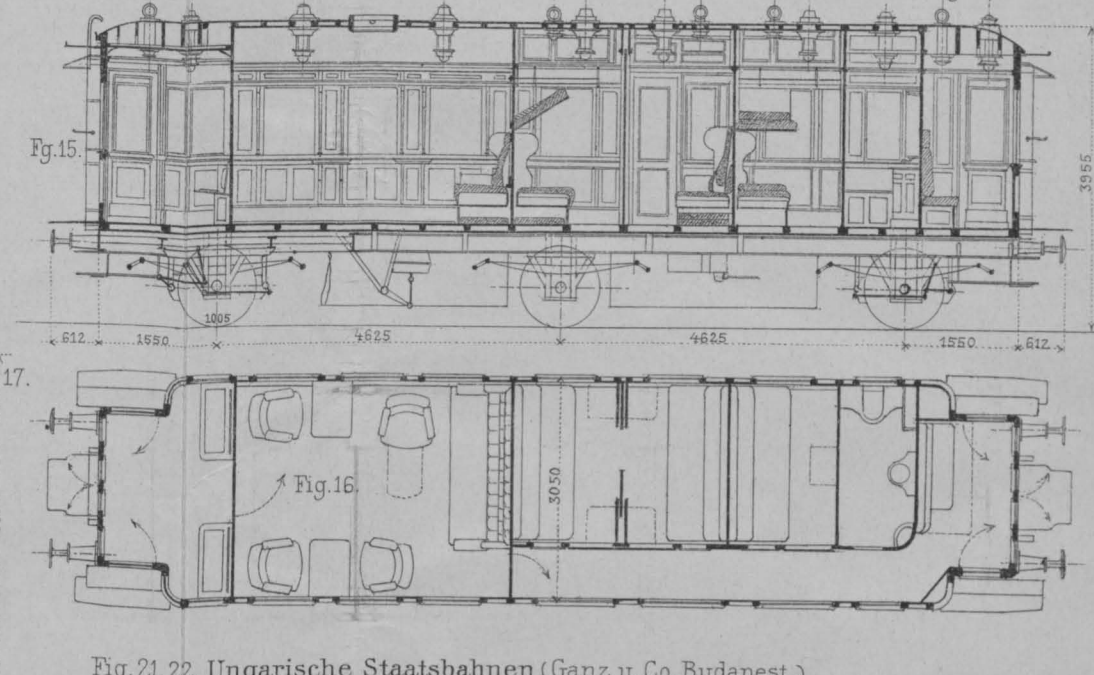 Fg.15.
3955
1005
612 1550 4625 4625 1550 612
17.
Fig.16.
3050
Fig.21,22. Ungarische Staatsbahnen (Ganz u. Co. Budapest.)